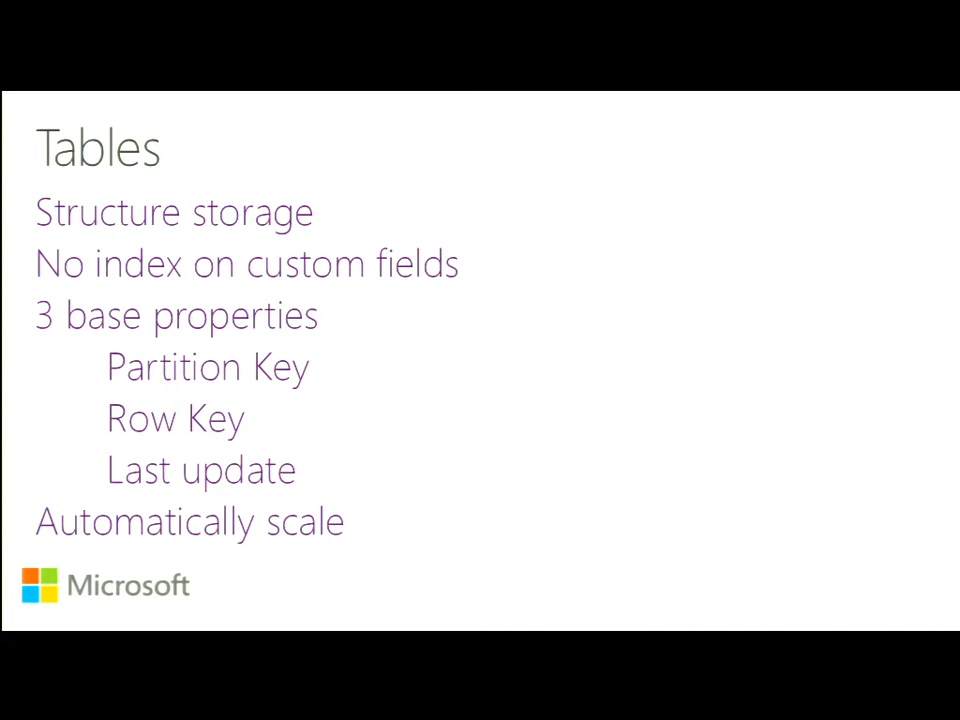 Tables
Structure storage
No index on custom fields
3 base properties
Partition Key
Row Key
Last update
Automatically scale
Microsoft